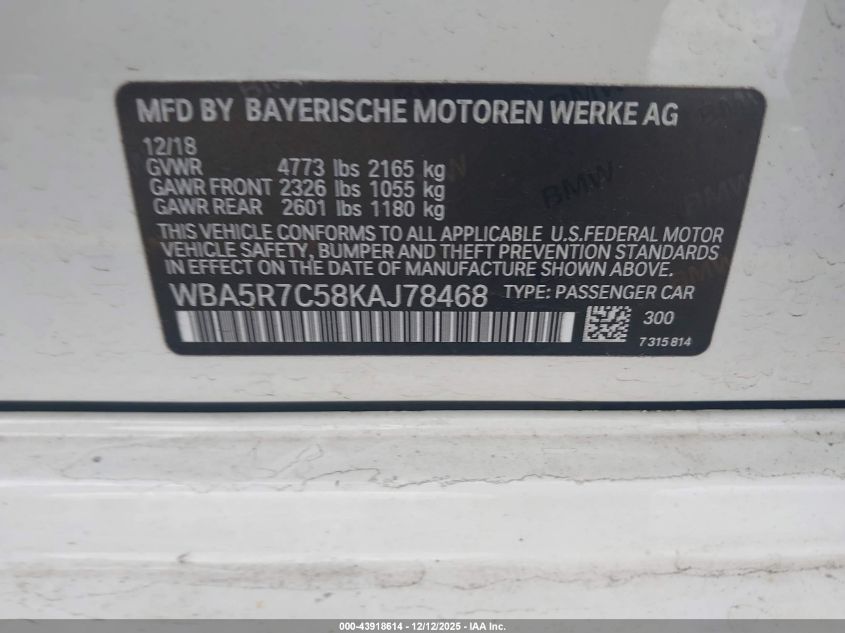 MFD BY BAYERISCHE MOTOREN WERKE AG
12/18
GVWR 4773 lbs 2165 kg
GAWR FRONT 2326 lbs 1055 kg
GAWR REAR 2601 lbs 1180 kg
THIS VEHICLE CONFORMS TO ALL APPLICABLE U.S.FEDERAL MOTOR
VEHICLE SAFETY, BUMPER AND THEFT PREVENTION STANDARDS
IN EFFECT ON THE DATE OF MANUFACTURE SHOWN ABOVE.
WBA5R7C58KAJ78468 TYPE: PASSENGER CAR
300
7 315 814
BMW
000-43918614 - 12/12/2025 - IAA Inc.